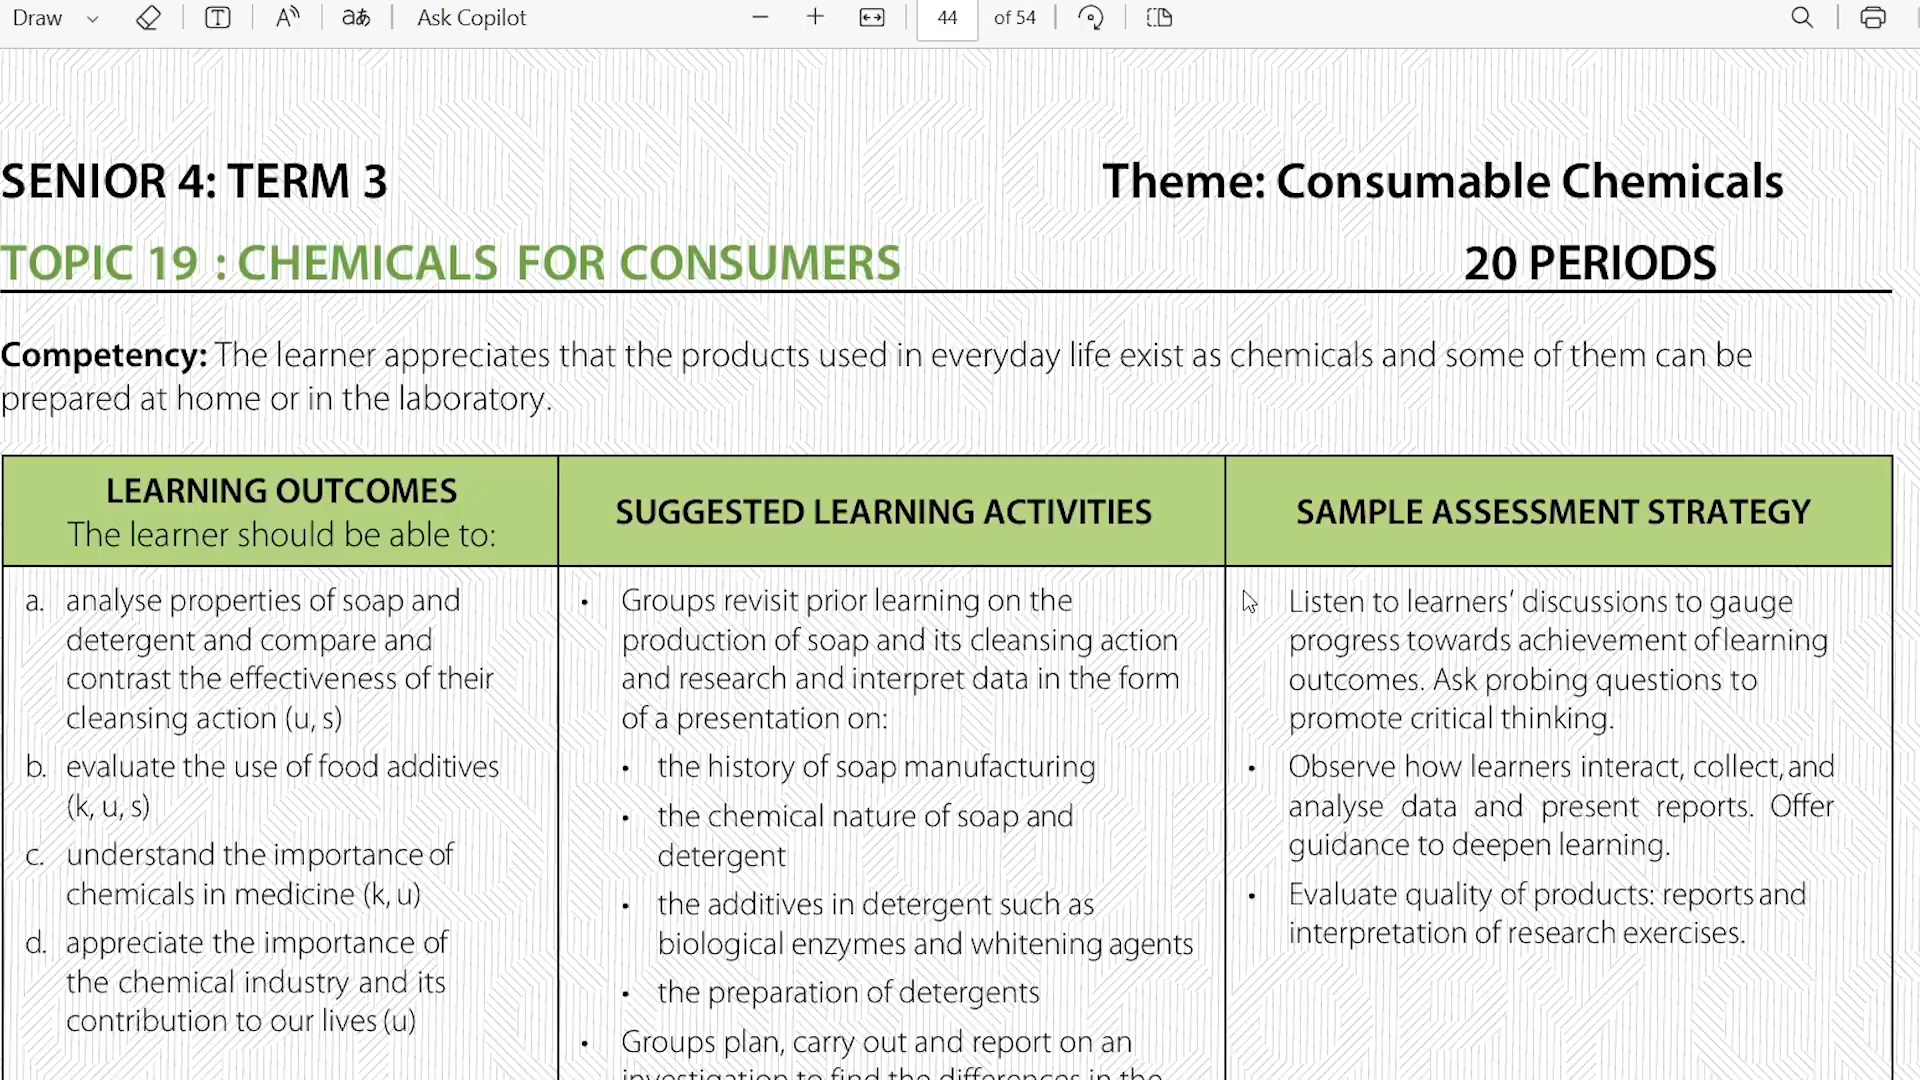 Draw
Ask Copilot
44 of 54
SENIOR 4: TERM 3
Theme: Consumable Chemicals
TOPIC 19 : CHEMICALS FOR CONSUMERS
20 PERIODS
Competency: The learner appreciates that the products used in everyday life exist as chemicals and some of them can be
prepared at home or in the laboratory.
LEARNING OUTCOMES
The learner should be able to:
a. analyse properties of soap and
detergent and compare and
contrast the effectiveness of their
cleansing action (u, s)
b. evaluate the use of food additives
(k, u, s)
c. understand the importance of
chemicals in medicine (k, u)
d. appreciate the importance of
the chemical industry and its
contribution to our lives (u)
SUGGESTED LEARNING ACTIVITIES
• Groups revisit prior learning on the
production of soap and its cleansing action
and research and interpret data in the form
of a presentation on:
• the history of soap manufacturing
• the chemical nature of soap and
detergent
• the additives in detergent such as
biological enzymes and whitening agents
• the preparation of detergents
• Groups plan, carry out and report on an
investigation to find the differences in the
SAMPLE ASSESSMENT STRATEGY
Listen to learners’ discussions to gauge
progress towards achievement of learning
outcomes. Ask probing questions to
promote critical thinking.
• Observe how learners interact, collect, and
analyse data and present reports. Offer
guidance to deepen learning.
• Evaluate quality of products: reports and
interpretation of research exercises.